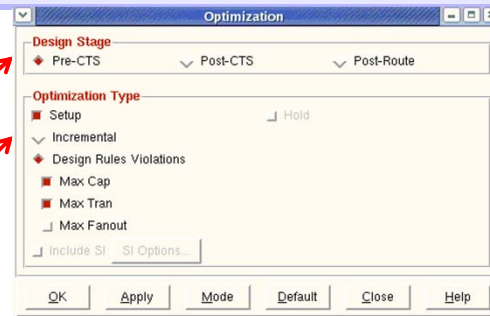 Optimization
Design Stage
Pre-CTS Post-CTS Post-Route
Optimization Type
Setup Hold
Incremental
Design Rules Violations
Max Cap
Max Tran
Max Fanout
Include SI SI Options...
OK Apply Mode Default Close Help